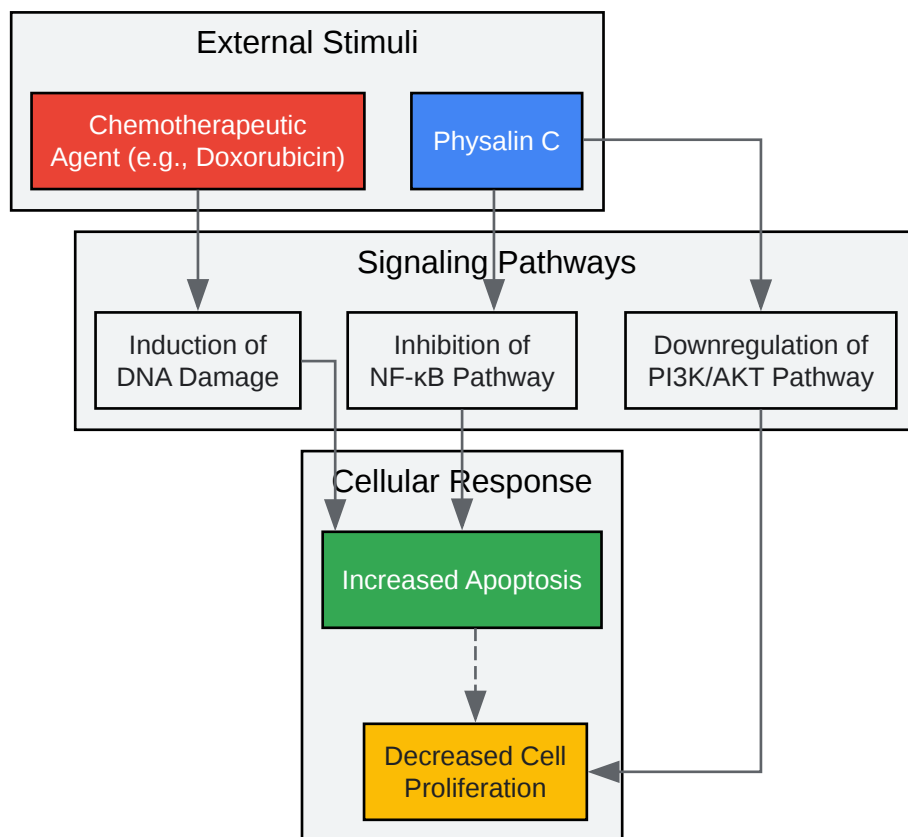 External Stimuli
Chemotherapeutic
Agent (e.g., Doxorubicin)
Physalin C
Signaling Pathways
Induction of
DNA Damage
Inhibition of
NF-κB Pathway
Downregulation of
PI3K/AKT Pathway
Cellular Response
Increased Apoptosis
Decreased Cell
Proliferation